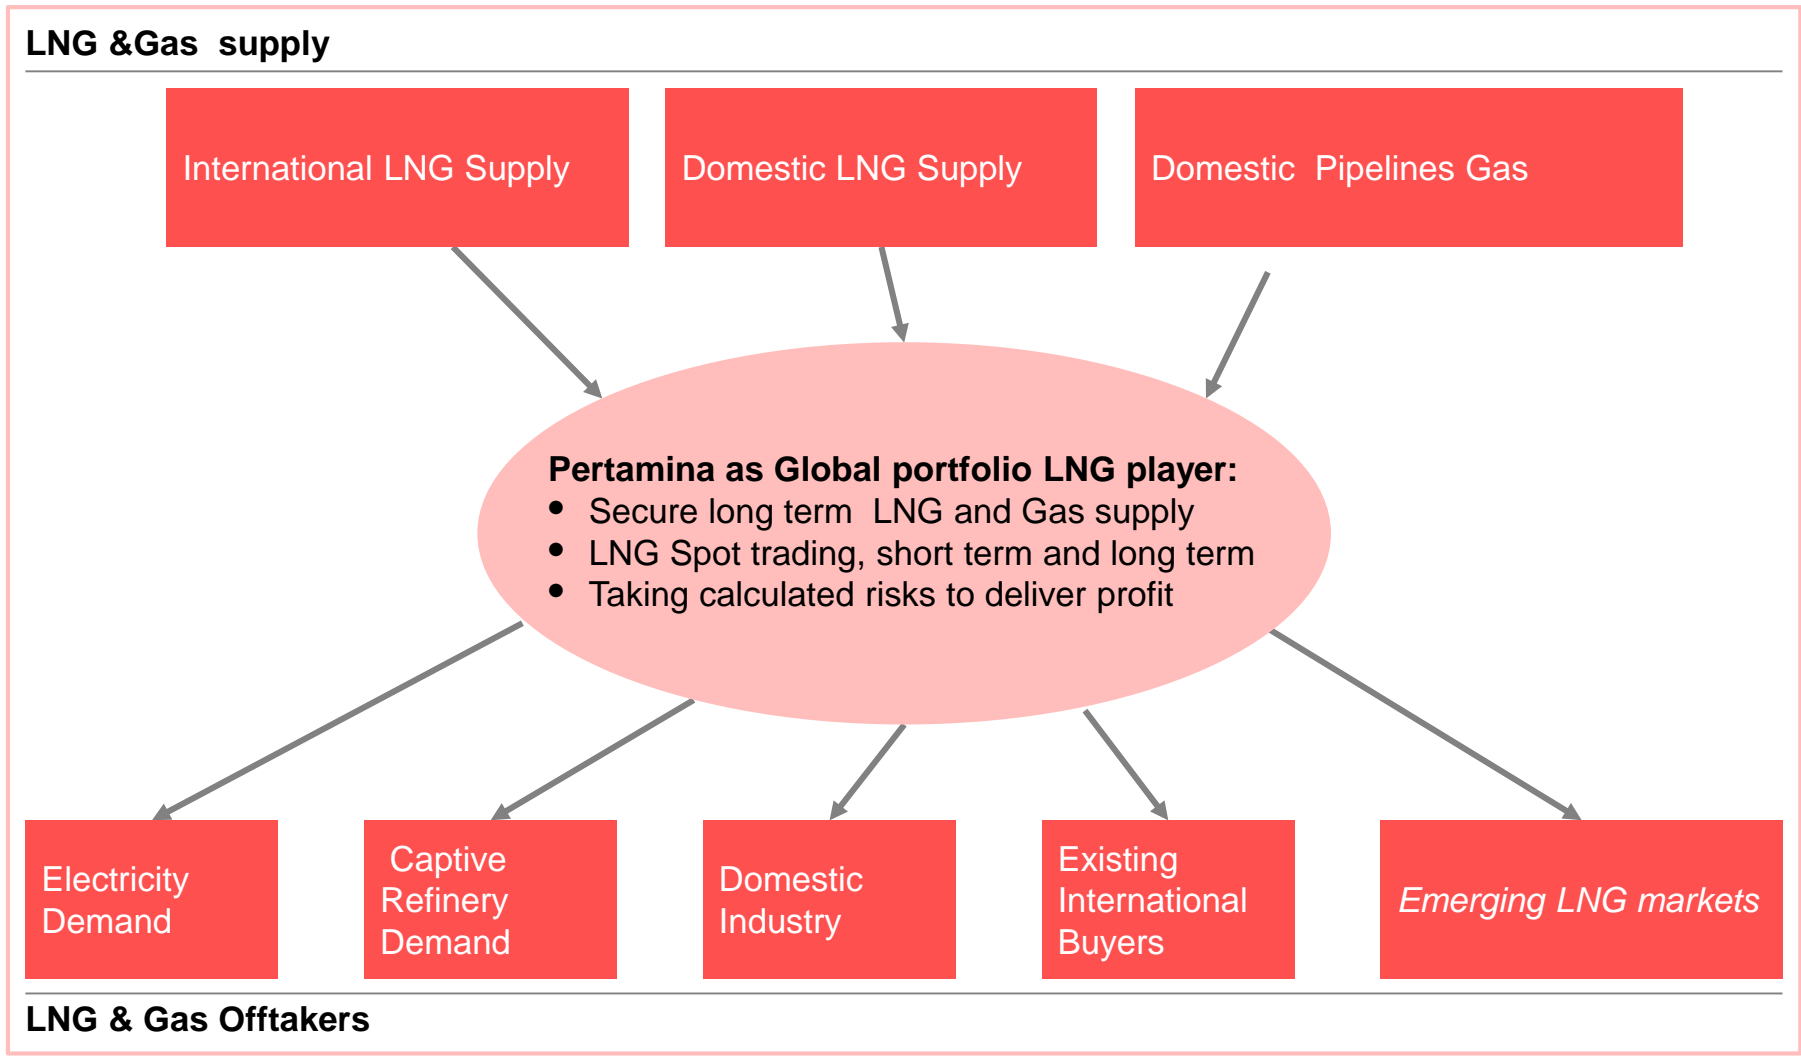 LNG &Gas  supply
International LNG Supply
Domestic LNG Supply
Domestic  Pipelines Gas
Pertamina as Global portfolio LNG player:
• Secure long term  LNG and Gas supply
• LNG Spot trading, short term and long term
• Taking calculated risks to deliver profit
Electricity
Demand
Captive
Refinery
Demand
Domestic
Industry
Existing
International
Buyers
Emerging LNG markets
LNG & Gas Offtakers